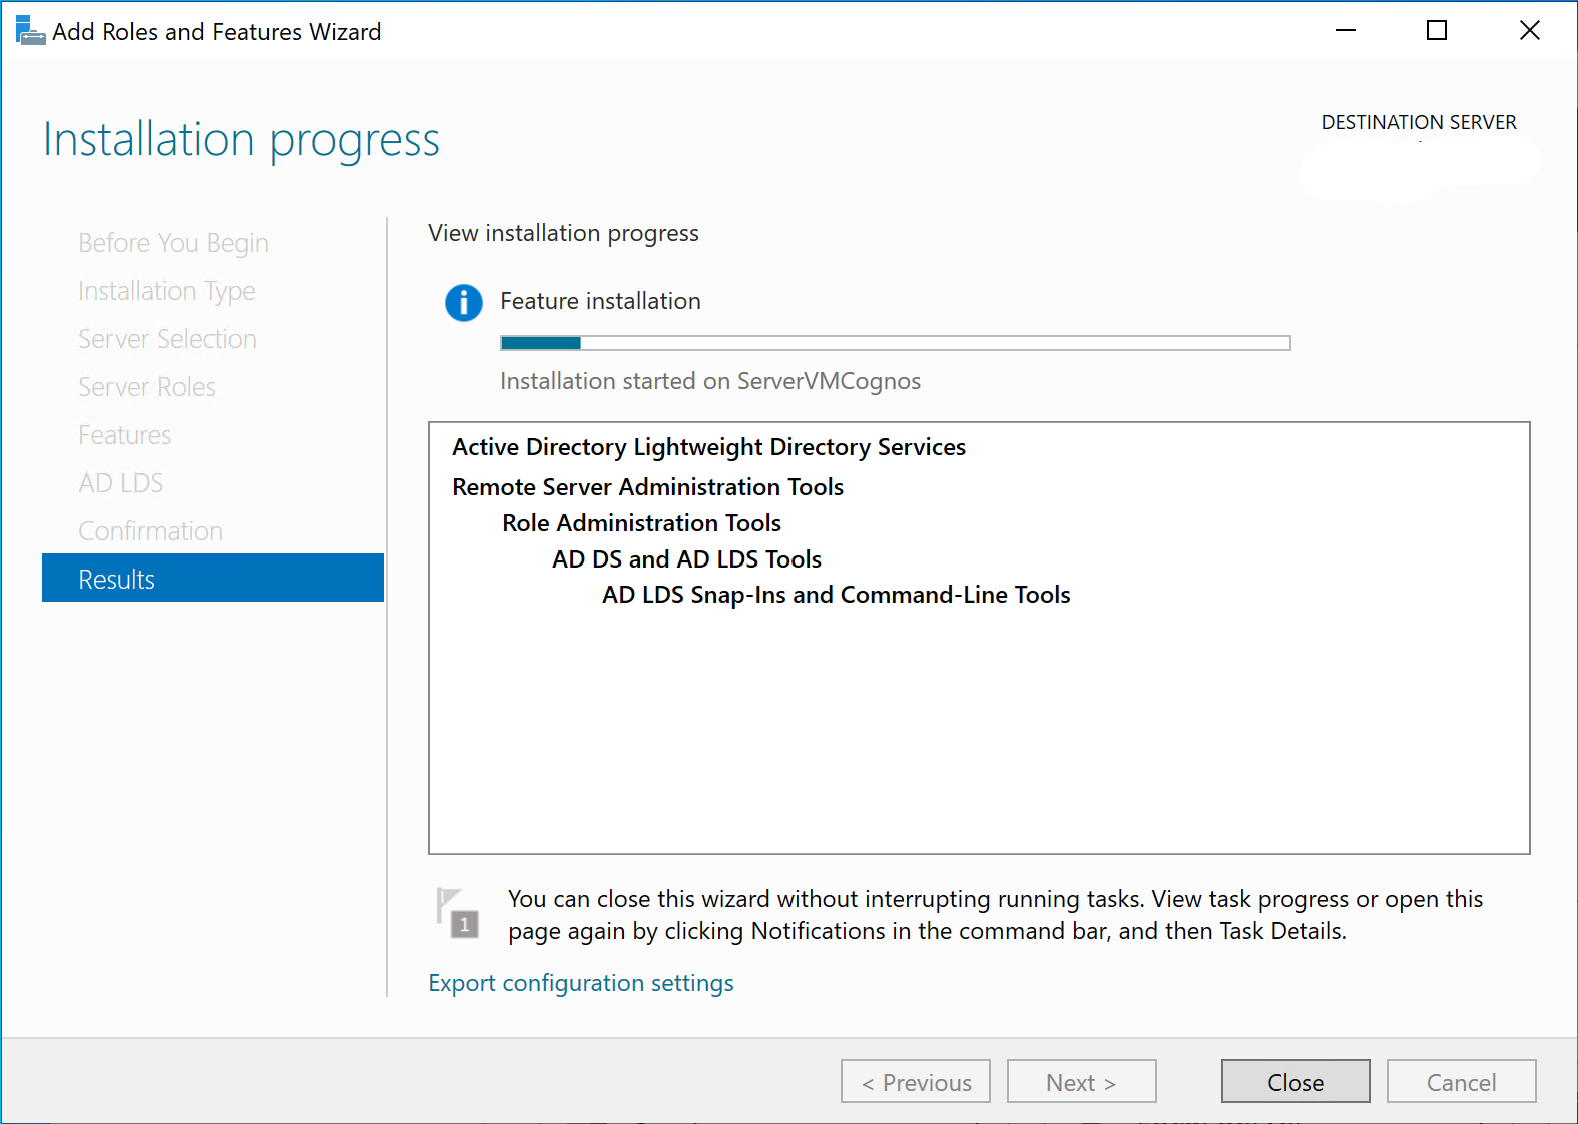 Add Roles and Features Wizard
Installation progress
DESTINATION SERVER
Before You Begin
Installation Type
Server Selection
Server Roles
Features
AD LDS
Confirmation
Results
View installation progress
Feature installation
Installation started on ServerVMCognos
Active Directory Lightweight Directory Services
Remote Server Administration Tools
Role Administration Tools
AD DS and AD LDS Tools
AD LDS Snap-Ins and Command-Line Tools
1
You can close this wizard without interrupting running tasks. View task progress or open this
page again by clicking Notifications in the command bar, and then Task Details.
Export configuration settings
< Previous
Next >
Close
Cancel